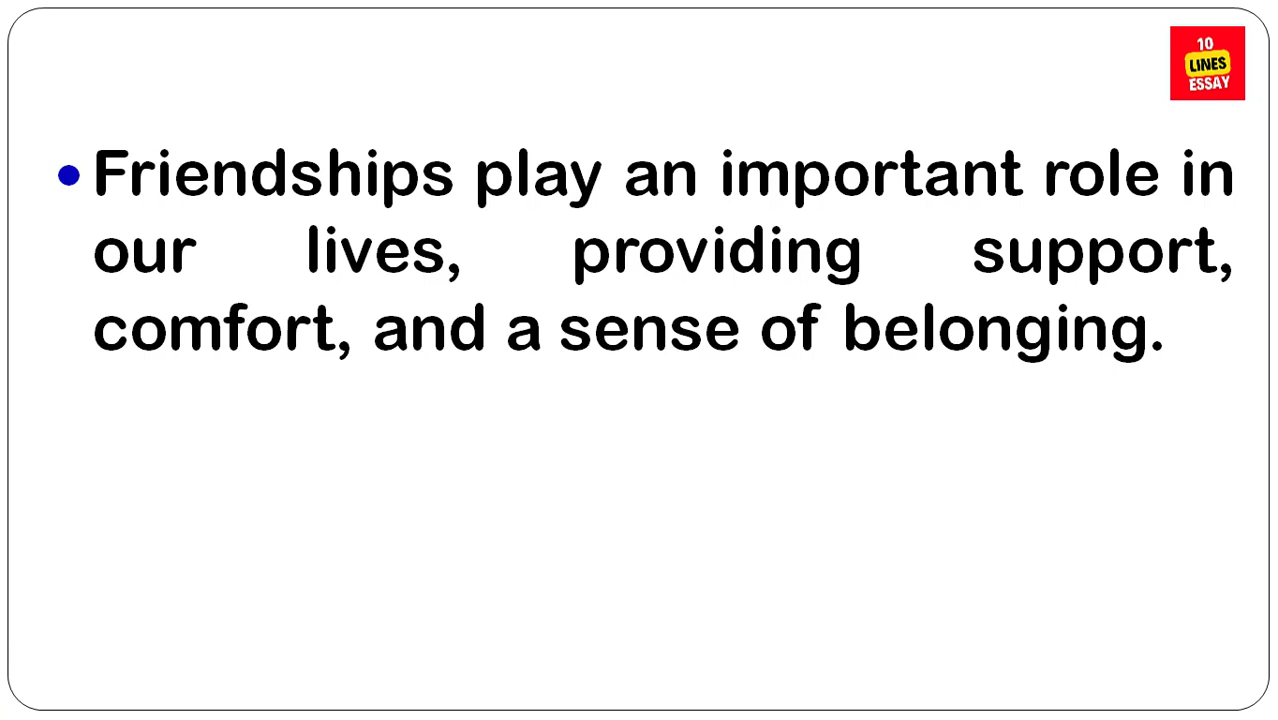 10
LINES
ESSAY
• Friendships play an important role in
our lives, providing support,
comfort, and a sense of belonging.